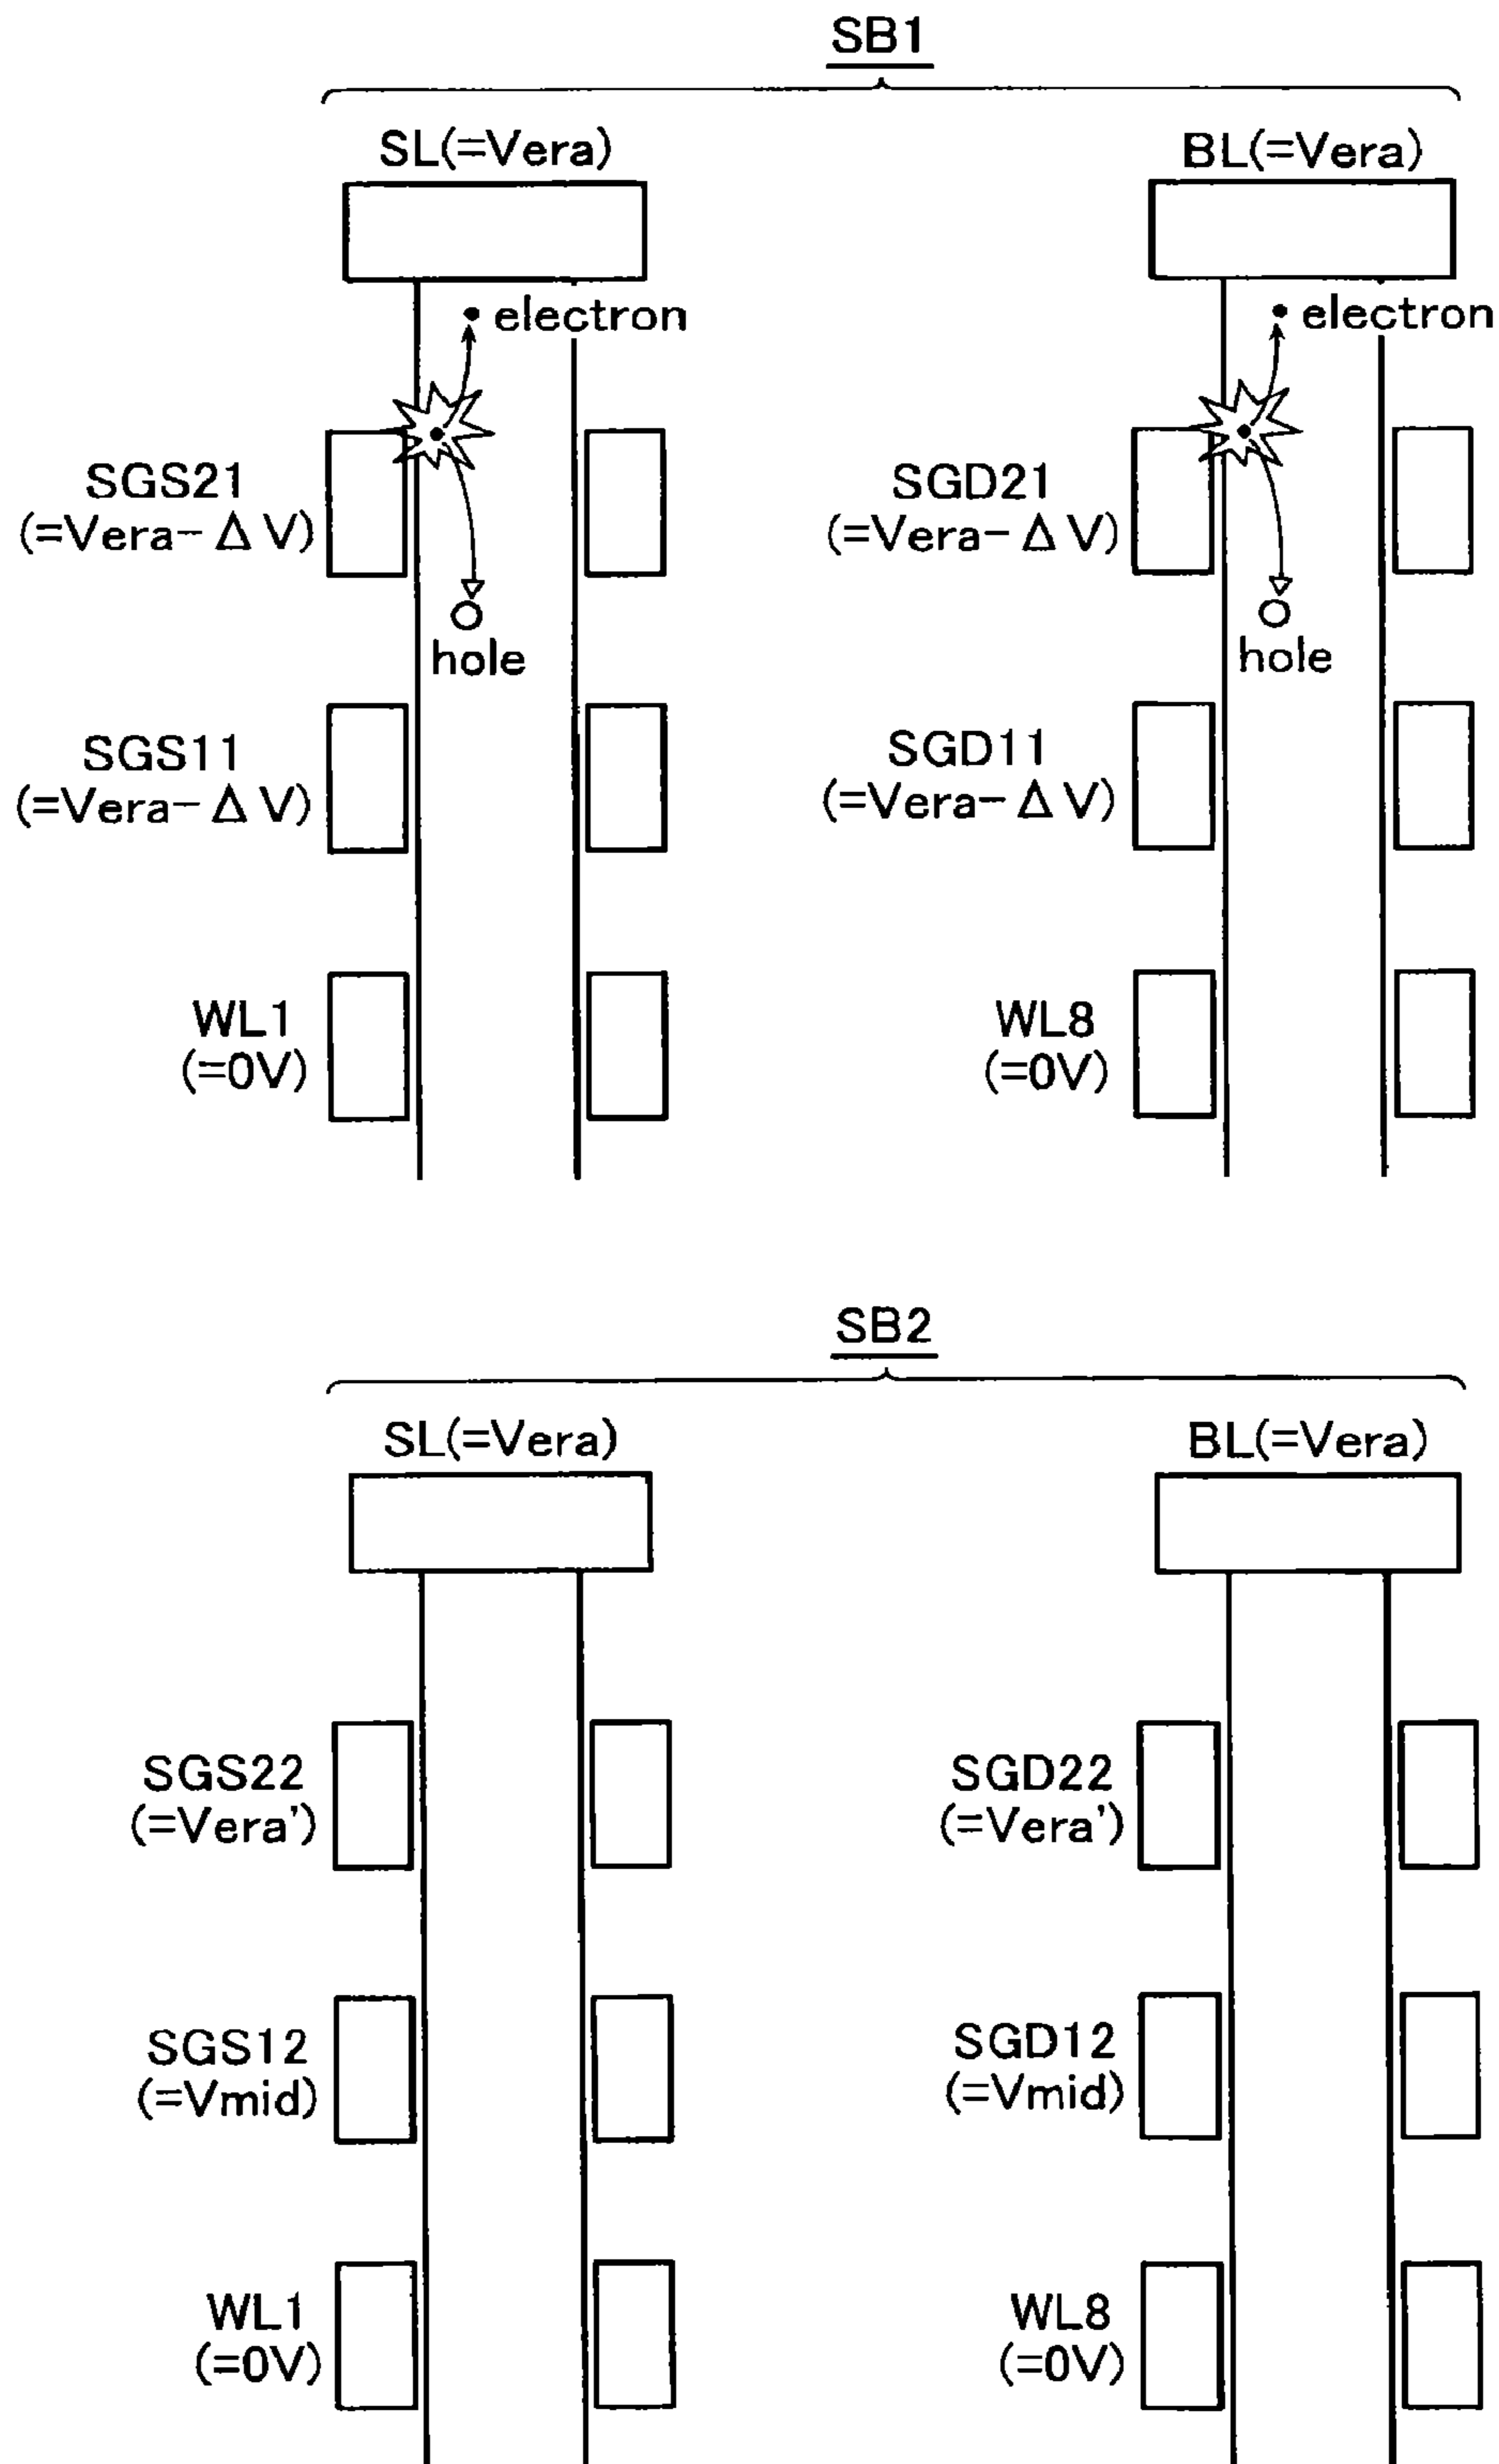 SB1
SL(=Vera)
BL(=Vera)
electron
electron
SGS21
(=Vera-ΔV)
SGD21
(=Vera-ΔV)
hole
hole
SGS11
(=Vera-ΔV)
SGD11
(=Vera-ΔV)
WL1
(=0V)
WL8
(=0V)
SB2
SL(=Vera)
BL(=Vera)
SGS22
(=Vera')
SGD22
(=Vera')
SGS12
(=Vmid)
SGD12
(=Vmid)
WL1
(=0V)
WL8
(=0V)